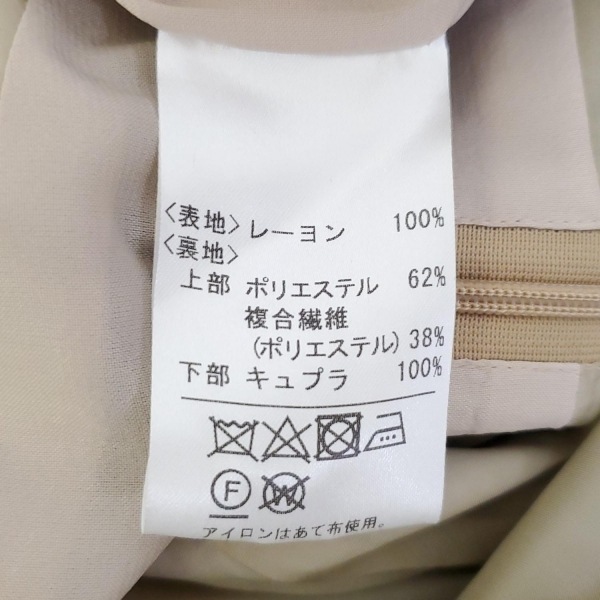 〈表地〉レーヨン 100%
〈裏地〉
上部 ポリエステル 62%
複合繊維
(ポリエステル) 38%
下部 キュプラ 100%
F W
アイロンはあて布使用。